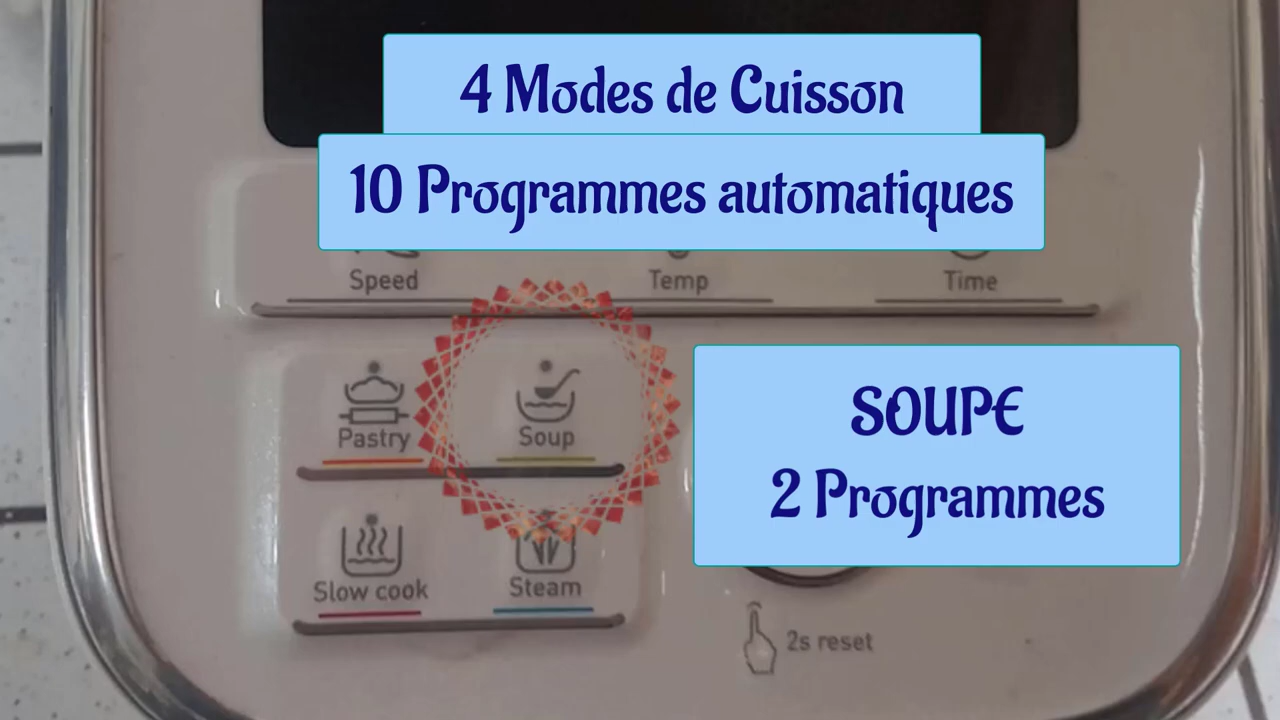 4 Modes de Cuisson
10 Programmes automatiques
Speed Temp Time
SOUPE
2 Programmes
Pastry Soup
Slow cook Steam
2s reset